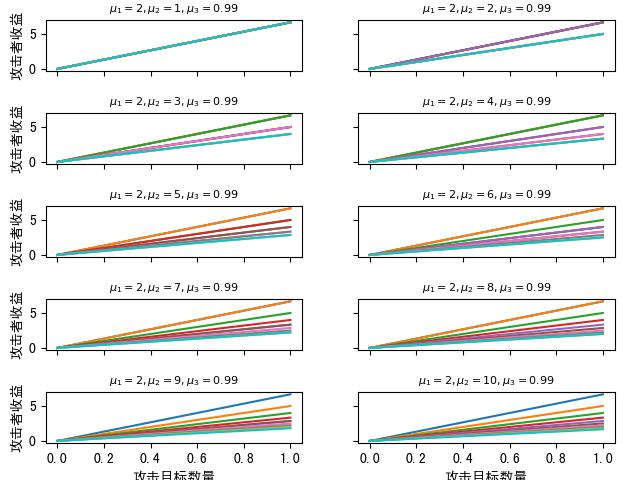 μ₁ = 2, μ₂ = 1, μ₃ = 0.99
μ₁ = 2, μ₂ = 2, μ₃ = 0.99
攻击者收益
5
0
μ₁ = 2, μ₂ = 3, μ₃ = 0.99
μ₁ = 2, μ₂ = 4, μ₃ = 0.99
攻击者收益
5
0
μ₁ = 2, μ₂ = 5, μ₃ = 0.99
μ₁ = 2, μ₂ = 6, μ₃ = 0.99
攻击者收益
5
0
μ₁ = 2, μ₂ = 7, μ₃ = 0.99
μ₁ = 2, μ₂ = 8, μ₃ = 0.99
攻击者收益
5
0
μ₁ = 2, μ₂ = 9, μ₃ = 0.99
μ₁ = 2, μ₂ = 10, μ₃ = 0.99
攻击者收益
5
0
0.0 0.2 0.4 0.6 0.8 1.0
0.0 0.2 0.4 0.6 0.8 1.0
攻击目标数量
攻击目标数量